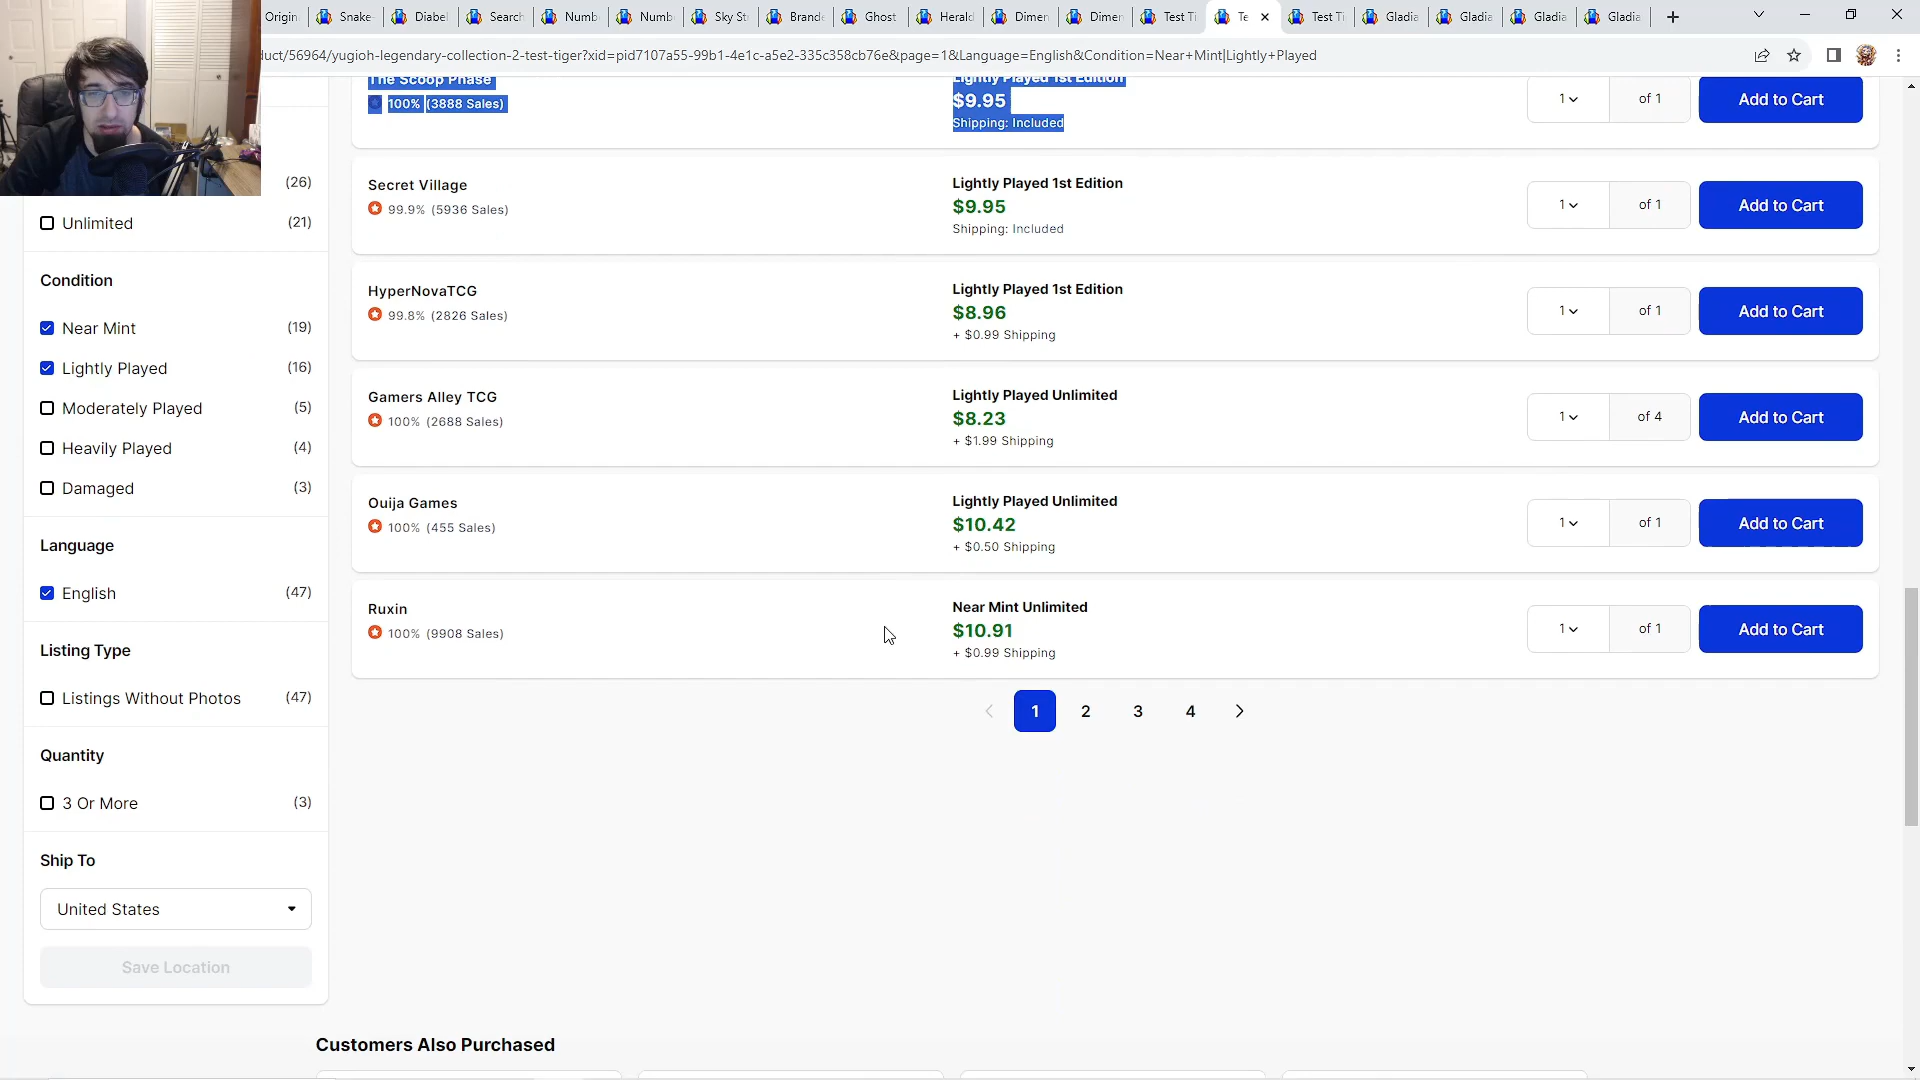 Origin
Snake-
Diabel
Search
Numb
Numb
Sky St
Brande
Ghost
Herald
Dimen
Dimen
Test Ti
Te
Test Ti
Gladia
Gladia
Gladia
Gladia
duct/56964/yugioh-legendary-collection-2-test-tiger?xid=pid7107a55-99b1-4e1c-a5e2-335c358cb76e&page=1&Language=English&Condition=Near+Mint|Lightly+Played
(26)
Unlimited (21)
Condition
Near Mint (19)
Lightly Played (16)
Moderately Played (5)
Heavily Played (4)
Damaged (3)
Language
English (47)
Listing Type
Listings Without Photos (47)
Quantity
3 Or More (3)
Ship To
United States
Save Location
The Scoop Phase
100% (3888 Sales)
Lightly Played 1st Edition
$9.95
Shipping: Included
1 of 1 Add to Cart
Secret Village
99.9% (5936 Sales)
Lightly Played 1st Edition
$9.95
Shipping: Included
1 of 1 Add to Cart
HyperNovaTCG
99.8% (2826 Sales)
Lightly Played 1st Edition
$8.96
+ $0.99 Shipping
1 of 1 Add to Cart
Gamers Alley TCG
100% (2688 Sales)
Lightly Played Unlimited
$8.23
+ $1.99 Shipping
1 of 4 Add to Cart
Ouija Games
100% (455 Sales)
Lightly Played Unlimited
$10.42
+ $0.50 Shipping
1 of 1 Add to Cart
Ruxin
100% (9908 Sales)
Near Mint Unlimited
$10.91
+ $0.99 Shipping
1 of 1 Add to Cart
1 2 3 4
Customers Also Purchased